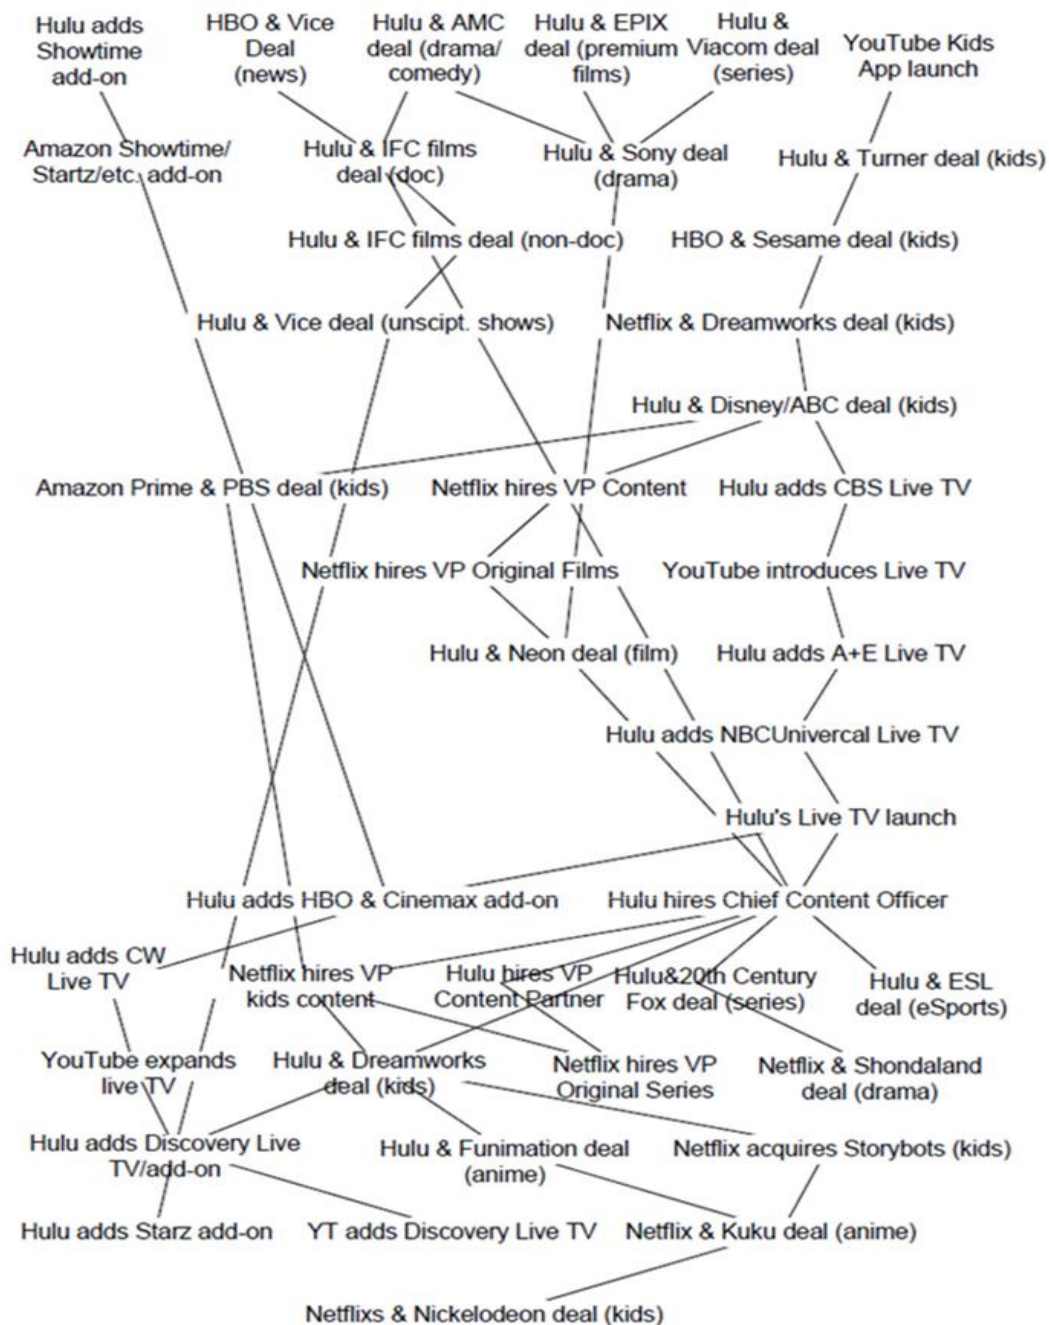 Hulu adds
Showtime
add-on
HBO & Vice
Deal
(news)
Hulu & AMC
deal (drama/
comedy)
Hulu & EPIX
deal (premium
films)
Hulu &
Viacom deal
(series)
YouTube Kids
App launch
Amazon Showtime/
Startz/etc. add-on
Hulu & IFC films
deal (doc)
Hulu & Sony deal
(drama)
Hulu & Turner deal (kids)
Hulu & IFC films deal (non-doc)
HBO & Sesame deal (kids)
Hulu & Vice deal (unscipt. shows)
Netflix & Dreamworks deal (kids)
Hulu & Disney/ABC deal (kids)
Amazon Prime & PBS deal (kids)
Netflix hires VP Content
Hulu adds CBS Live TV
Netflix hires VP Original Films
YouTube introduces Live TV
Hulu & Neon deal (film)
Hulu adds A+E Live TV
Hulu adds NBCUnivercal Live TV
Hulu's Live TV launch
Hulu adds HBO & Cinemax add-on
Hulu hires Chief Content Officer
Hulu adds CW
Live TV
Netflix hires VP
kids content
Hulu hires VP
Content Partner
Hulu&20th Century
Fox deal (series)
Hulu & ESL
deal (eSports)
YouTube expands
live TV
Hulu & Dreamworks
deal (kids)
Netflix hires VP
Original Series
Netflix & Shondaland
deal (drama)
Hulu adds Discovery Live
TV/add-on
Hulu & Funimation deal
(anime)
Netflix acquires Storybots (kids)
Hulu adds Starz add-on
YT adds Discovery Live TV
Netflix & Kuku deal (anime)
Netflixs & Nickelodeon deal (kids)